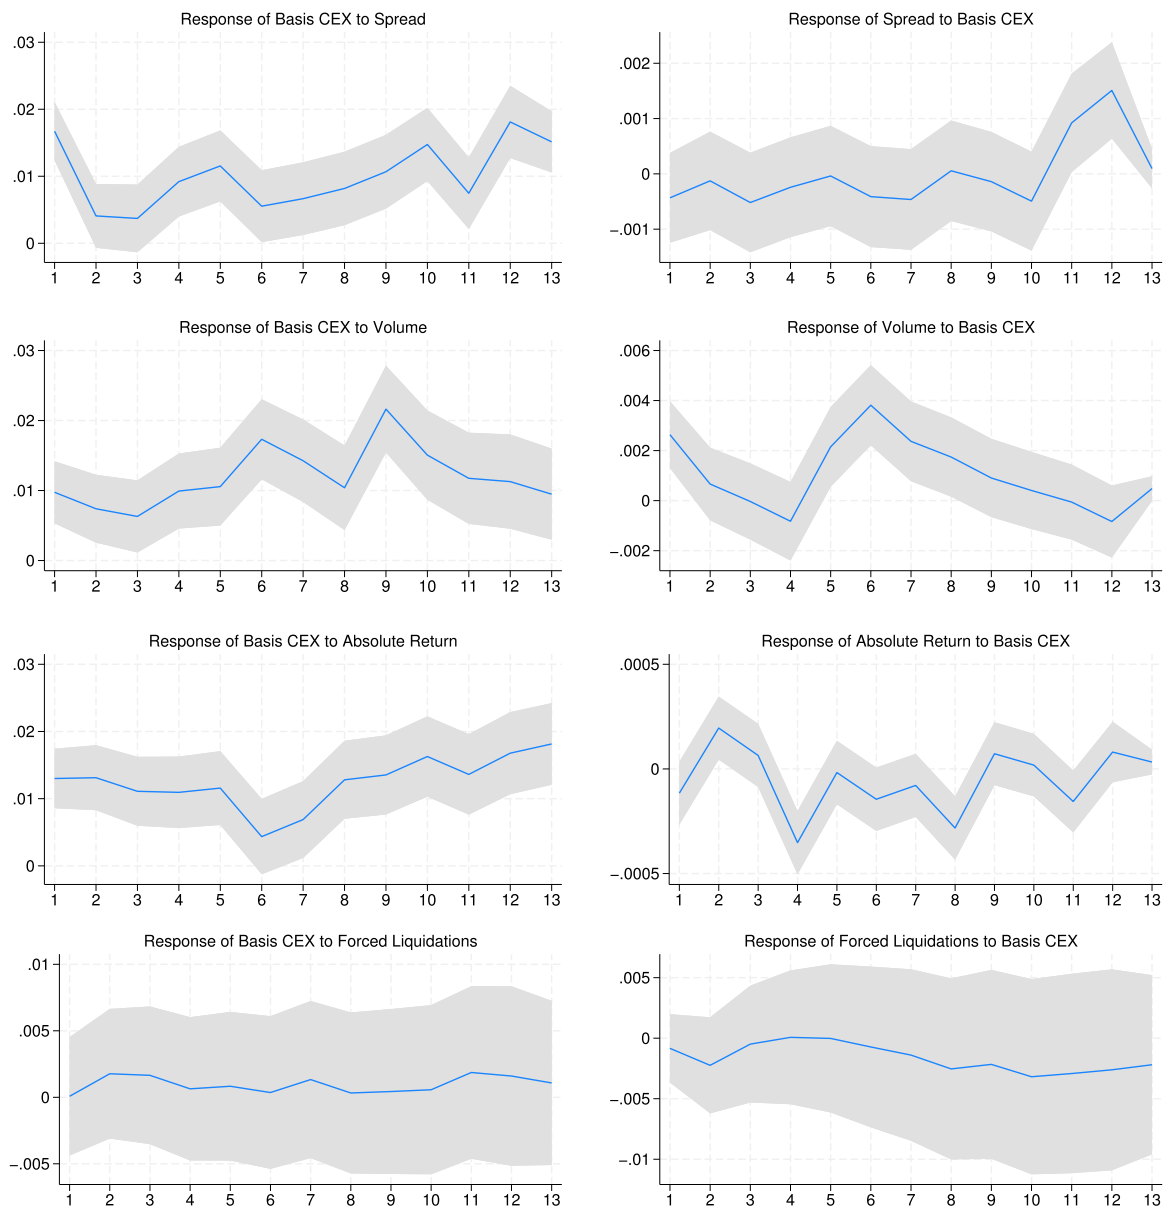 Response of Basis CEX to Spread
.03
.02
.01
0
1 2 3 4 5 6 7 8 9 10 11 12 13
Response of Spread to Basis CEX
.002
.001
0
−.001
1 2 3 4 5 6 7 8 9 10 11 12 13
Response of Basis CEX to Volume
.03
.02
.01
0
1 2 3 4 5 6 7 8 9 10 11 12 13
Response of Volume to Basis CEX
.006
.004
.002
0
−.002
1 2 3 4 5 6 7 8 9 10 11 12 13
Response of Basis CEX to Absolute Return
.03
.02
.01
0
1 2 3 4 5 6 7 8 9 10 11 12 13
Response of Absolute Return to Basis CEX
.0005
0
−.0005
1 2 3 4 5 6 7 8 9 10 11 12 13
Response of Basis CEX to Forced Liquidations
.01
.005
0
−.005
1 2 3 4 5 6 7 8 9 10 11 12 13
Response of Forced Liquidations to Basis CEX
.005
0
−.005
−.01
1 2 3 4 5 6 7 8 9 10 11 12 13